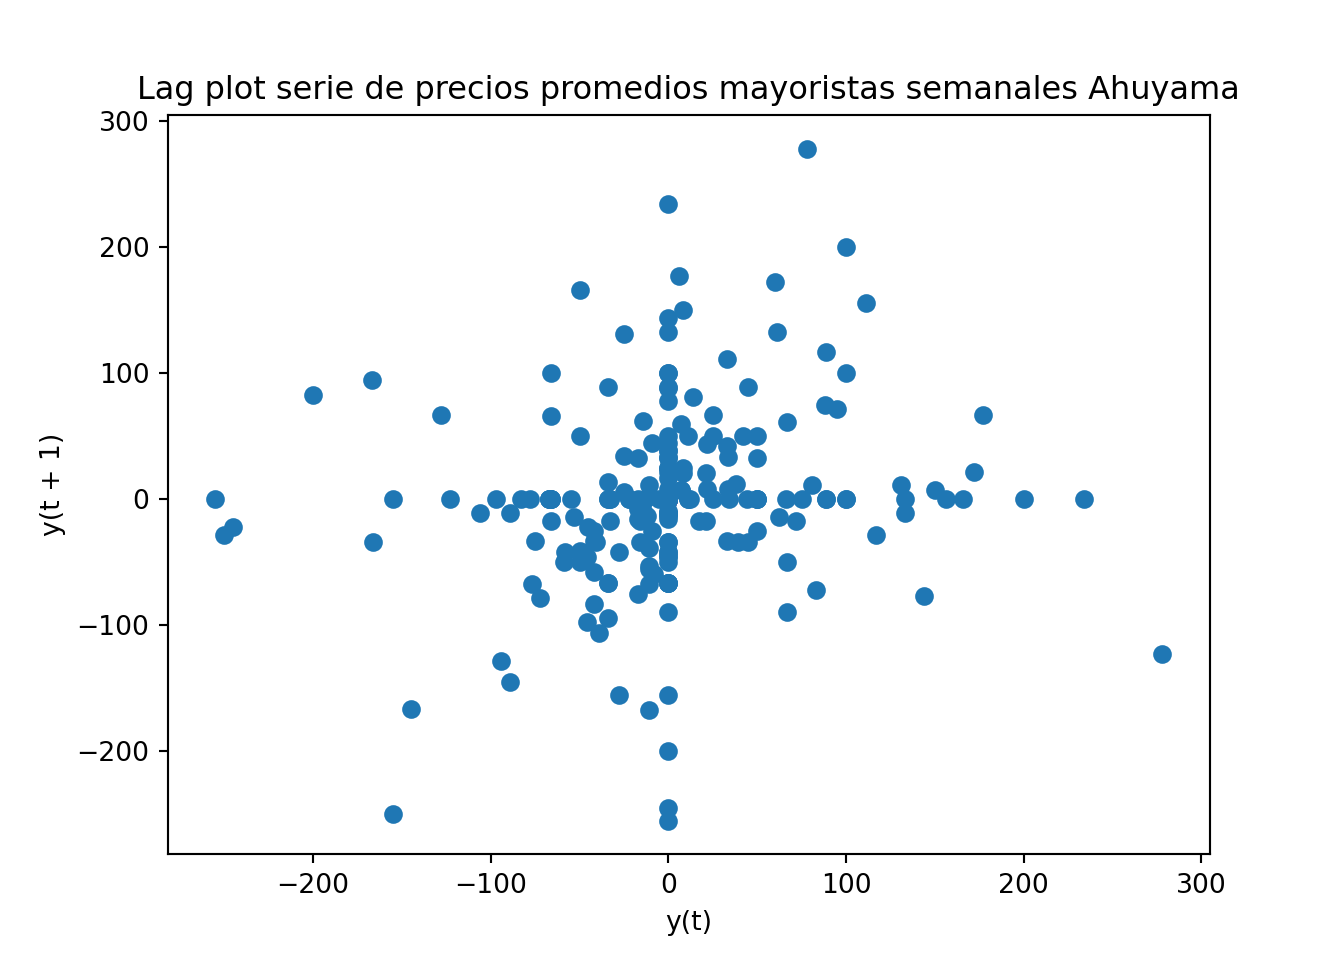 Lag plot serie de precios promedios mayoristas semanales Ahuyama
300
200
100
0
−100
−200
y(t + 1)
−200 −100 0 100 200 300
y(t)